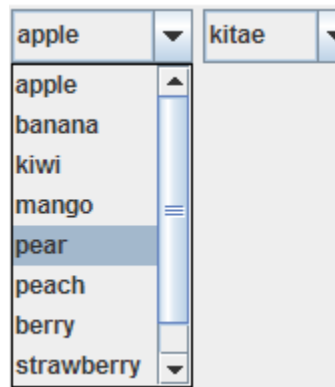 apple kitae
apple
banana
kiwi
mango
pear
peach
berry
strawberry